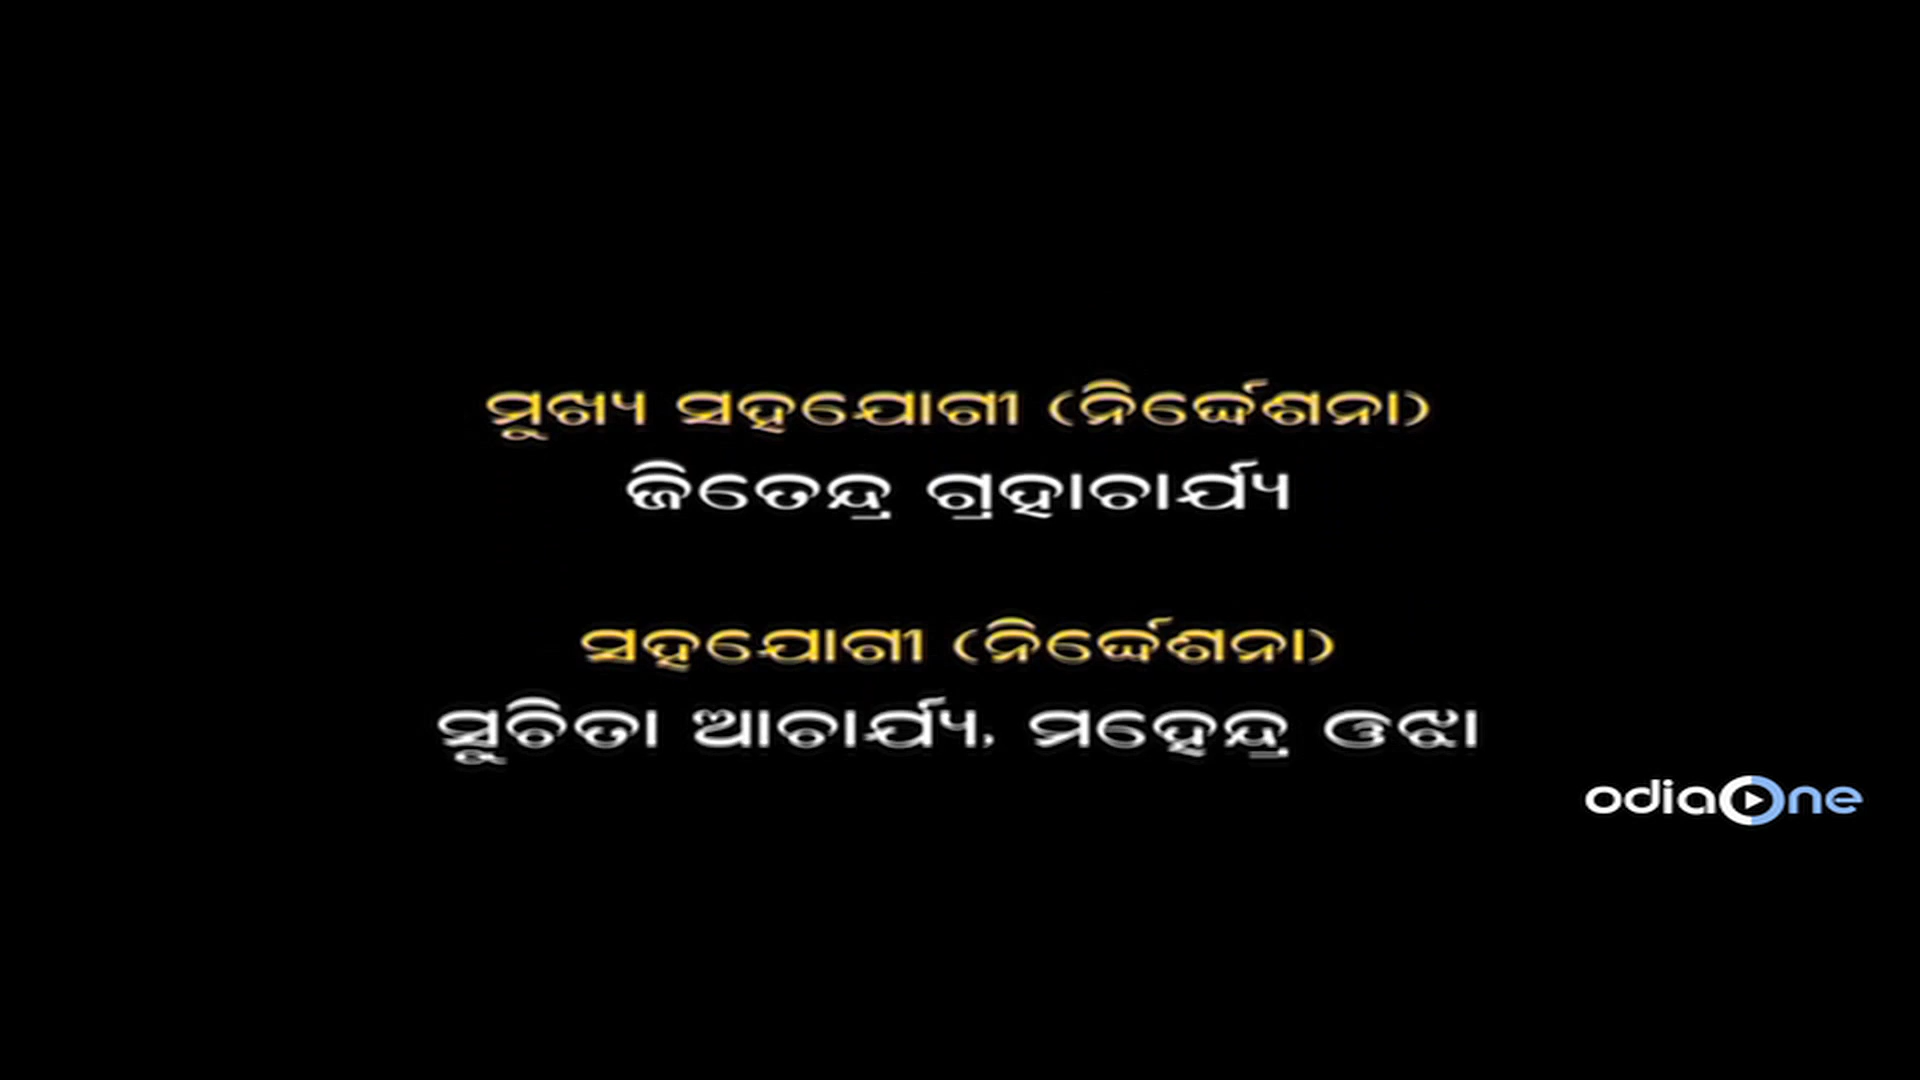 ମୁଖ୍ୟ ସହଯୋଗୀ (ନିର୍ଦ୍ଦେଶନା)
ଜିତେନ୍ଦ୍ର ଗ୍ରହାଚାର୍ଯ୍ୟ
ସହଯୋଗୀ (ନିର୍ଦ୍ଦେଶନା)
ସୁଚିତା ଆଚାର୍ଯ୍ୟ, ମହେନ୍ଦ୍ର ଓଝା
odiaOne